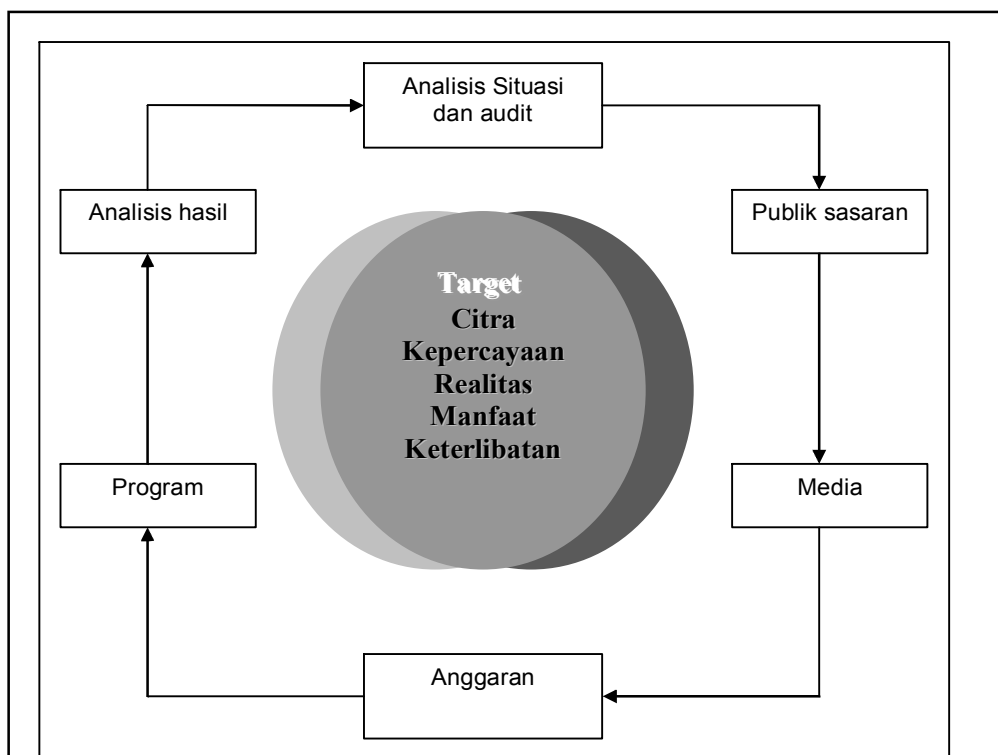 Analisis Situasi
dan audit
Analisis hasil
Publik sasaran
Target
Citra
Kepercayaan
Realitas
Manfaat
Keterlibatan
Program
Media
Anggaran